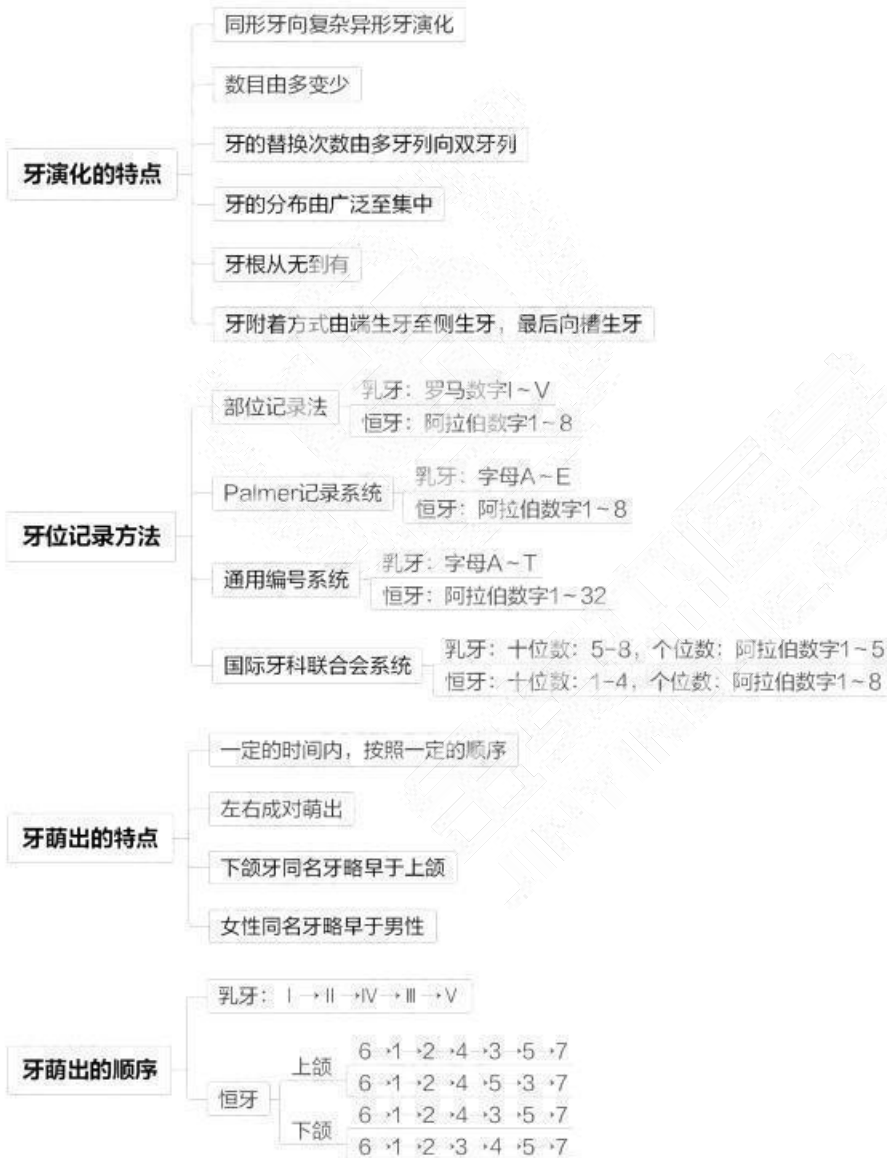 牙演化的特点
同形牙向复杂异形牙演化
数目由多变少
牙的替换次数由多牙列向双牙列
牙的分布由广泛至集中
牙根从无到有
牙附着方式由端生牙至侧生牙，最后向槽生牙
牙位记录方法
部位记录法
乳牙：罗马数字I~V
恒牙：阿拉伯数字1~8
Palmer记录系统
乳牙：字母A~E
恒牙：阿拉伯数字1~8
通用编号系统
乳牙：字母A~T
恒牙：阿拉伯数字1~32
国际牙科联合会系统
乳牙：十位数：5-8，个位数：阿拉伯数字1~5
恒牙：十位数：1-4，个位数：阿拉伯数字1~8
牙萌出的特点
一定的时间内，按照一定的顺序
左右成对萌出
下颌牙同名牙略早于上颌
女性同名牙略早于男性
牙萌出的顺序
乳牙：I→II→IV→III→V
恒牙
上颌
6→1→2→4→3→5→7
6→1→2→4→5→3→7
下颌
6→1→2→4→3→5→7
6→1→2→3→4→5→7